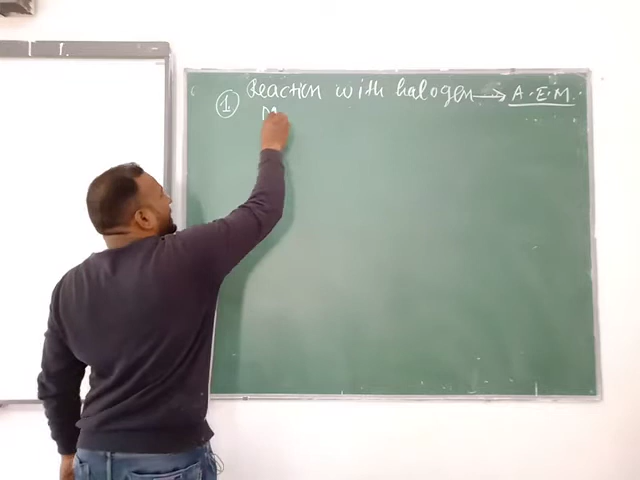 ① Reaction with halogen → A.E.M.
M